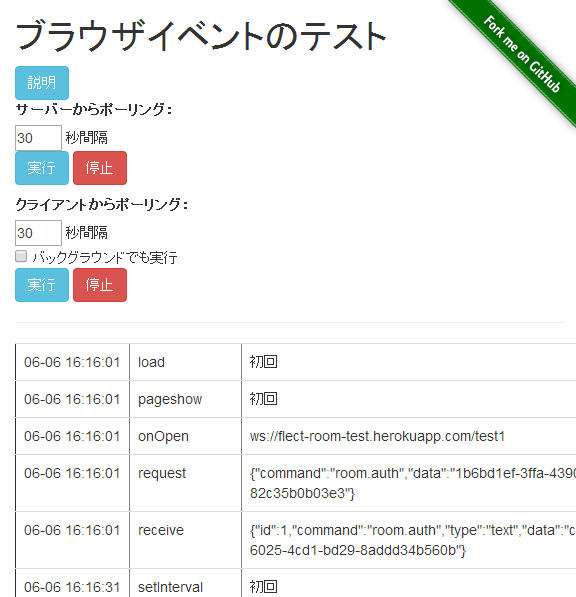 ブラウザイベントのテスト
Fork me on GitHub
説明
サーバーからポーリング:
30 秒間隔
実行 停止
クライアントからポーリング:
30 秒間隔
バックグラウンドでも実行
実行 停止
06-06 16:16:01 load 初回
06-06 16:16:01 pageshow 初回
06-06 16:16:01 onOpen ws://flect-room-test.herokuapp.com/test1
06-06 16:16:01 request {"command":"room.auth","data":"1b6bd1ef-3ffa-4390
82c35b0b03e3"}
06-06 16:16:01 receive {"id":1,"command":"room.auth","type":"text","data":"c
6025-4cd1-bd29-8addd34b560b"}
06-06 16:16:31 setInterval 初回